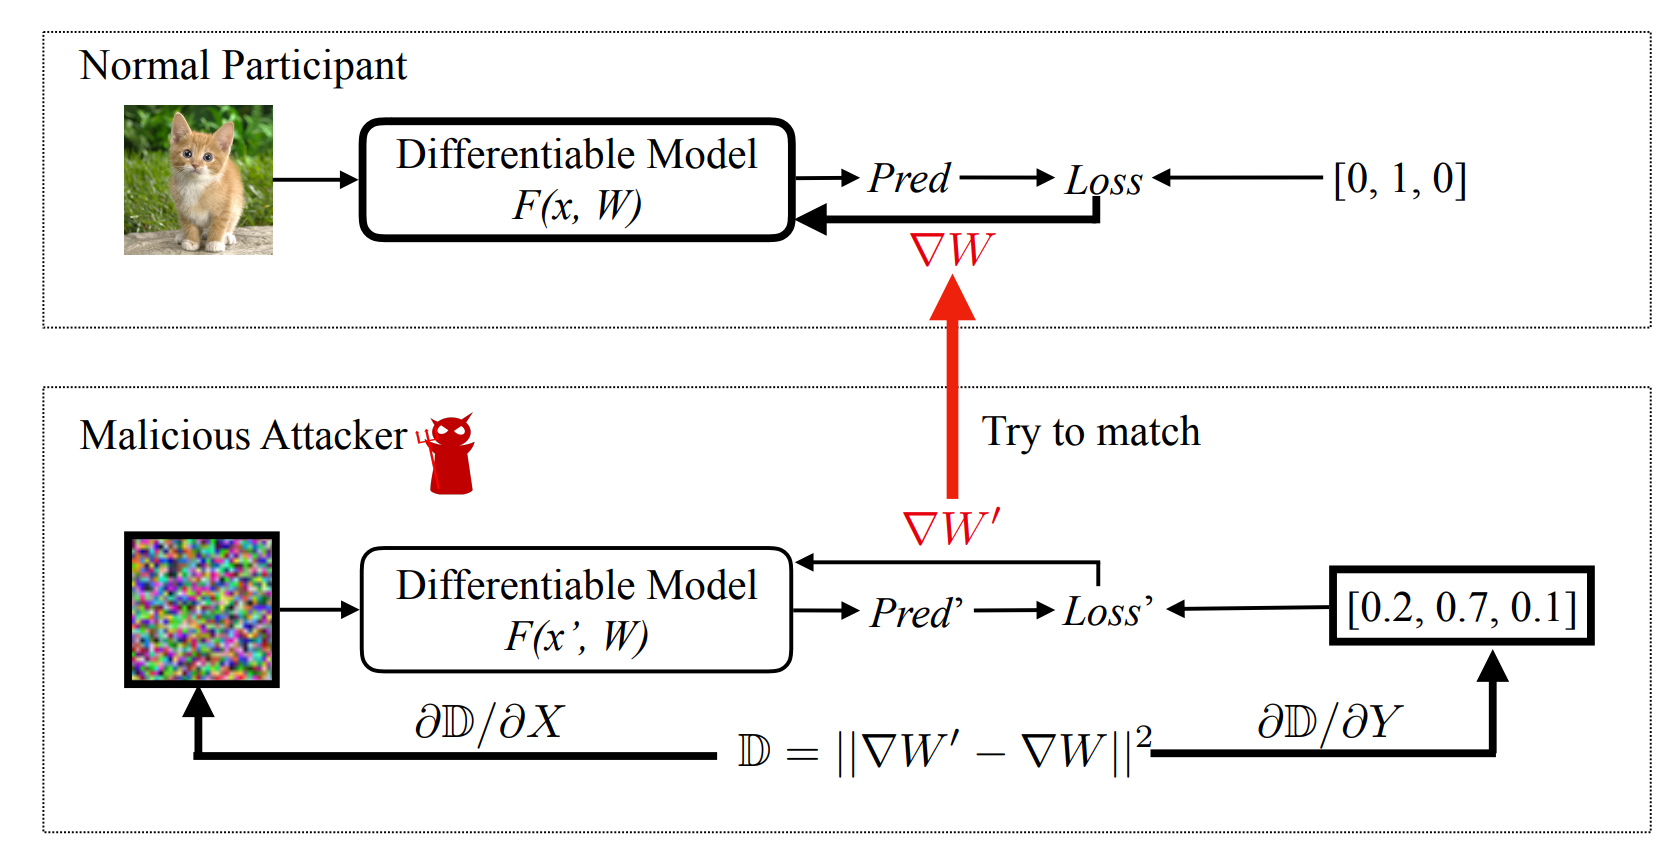 Normal Participant
Differentiable Model
F(x, W)
Pred
Loss
[0, 1, 0]
∇W
Malicious Attacker
Try to match
∇W′
Differentiable Model
F(x’, W)
Pred’
Loss’
[0.2, 0.7, 0.1]
∂𝔻/∂X
𝔻 = ||∇W′ − ∇W||²
∂𝔻/∂Y